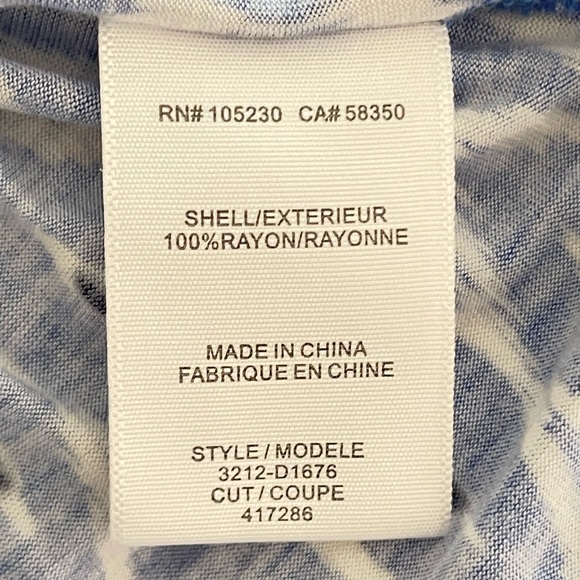 RN# 105230 CA# 58350
SHELL/EXTERIEUR
100%RAYON/RAYONNE
MADE IN CHINA
FABRIQUE EN CHINE
STYLE / MODELE
3212-D1676
CUT / COUPE
417286